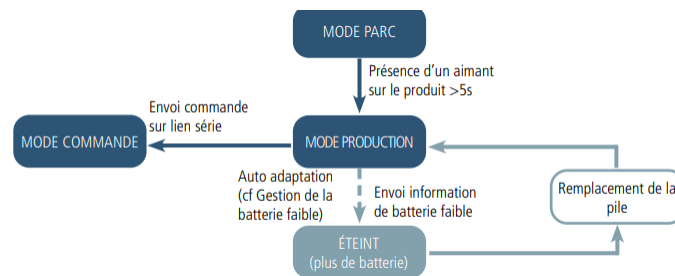 MODE PARC
Présence d'un aimant
sur le produit >5s
Envoi commande
sur lien série
MODE COMMANDE
MODE PRODUCTION
Auto adaptation
(cf Gestion de la
batterie faible)
Envoi information
de batterie faible
Remplacement de la
pile
ÉTEINT
(plus de batterie)